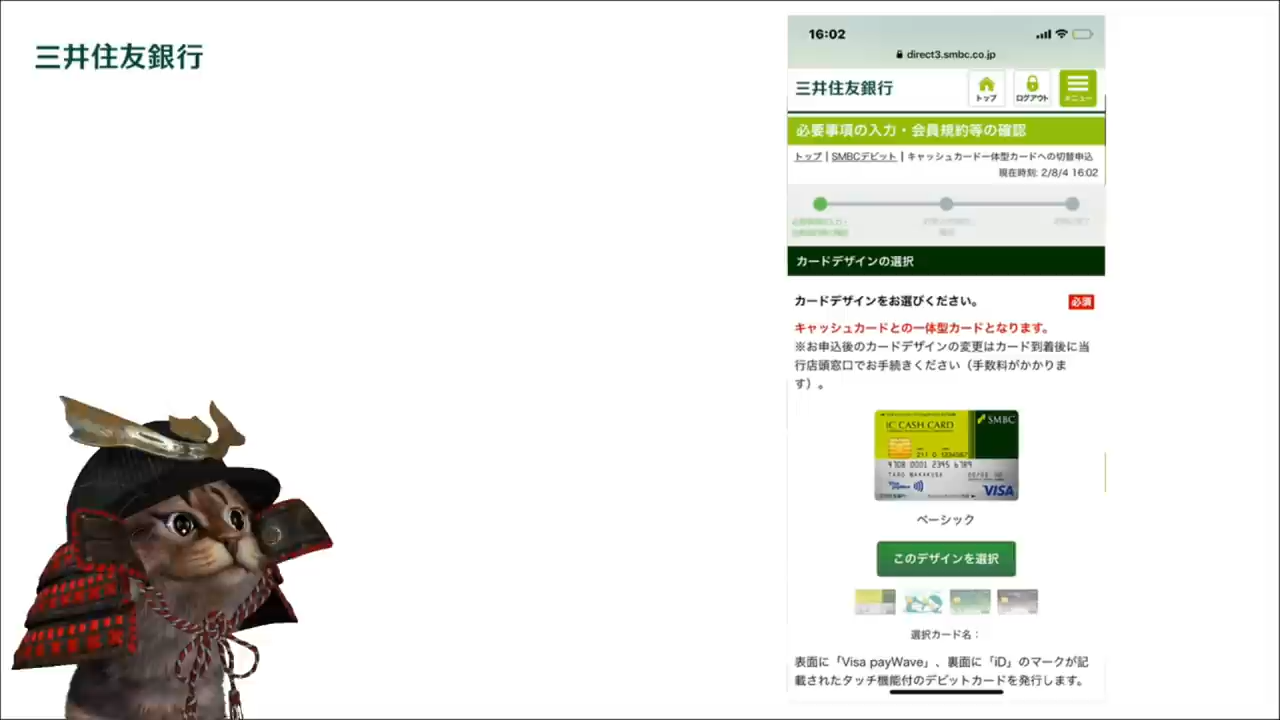 三井住友銀行
16:02
direct3.smbc.co.jp
三井住友銀行
トップ
ログアウト
メニュー
必要事項の入力・会員規約等の確認
トップ | SMBCデビット | キャッシュカード一体型カードへの切替申込
現在時刻: 2/8/4 16:02
カードデザインの選択
カードデザインをお選びください。
必須
キャッシュカードとの一体型カードとなります。
※お申込後のカードデザインの変更はカード到着後に当
行店頭窓口でお手続きください（手数料がかかりま
す）。
IC CASH CARD
SMBC
211 0 1234567
4708 0001 2345 6789
TARO NAKAKUSA
VISA
ベーシック
このデザインを選択
選択カード名：
表面に「Visa payWave」、裏面に「iD」のマークが記
載されたタッチ機能付のデビットカードを発行します。